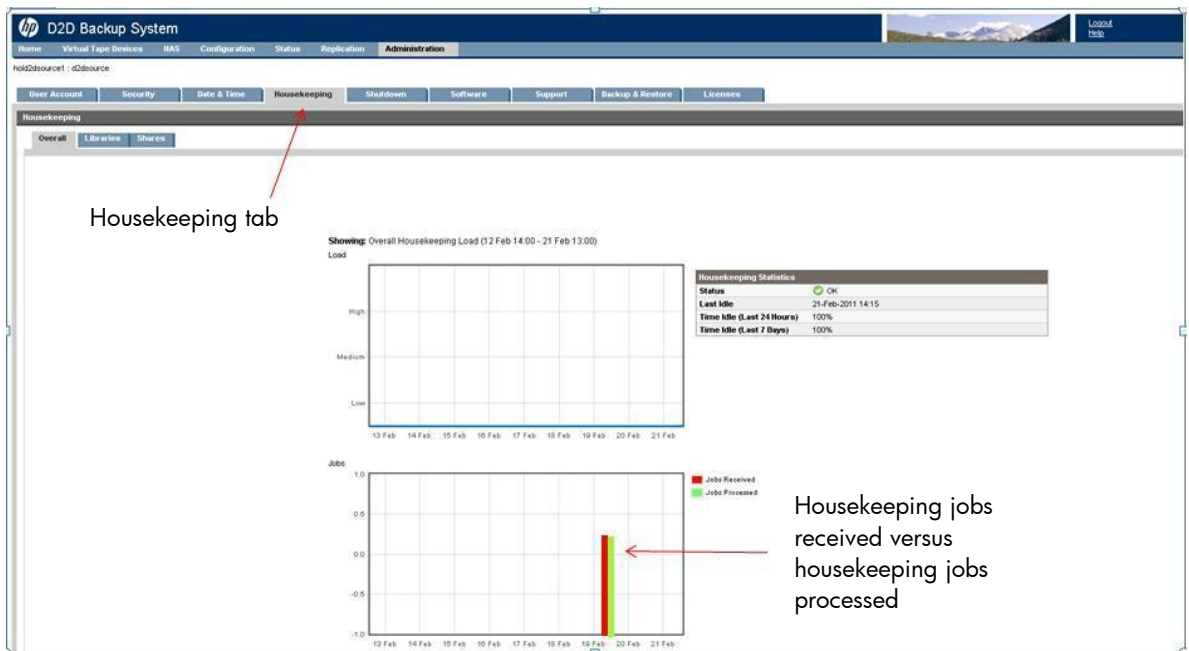 hp D2D Backup System
Logout
Help
Home Virtual Tape Devices NAS Configuration Status Replication Administration
hold2dsource1 : d2dsource
User Account Security Date & Time Housekeeping Shutdown Software Support Backup & Restore Licenses
Housekeeping
Overall Libraries Shares
Housekeeping tab
Showing: Overall Housekeeping Load (12 Feb 14:00 - 21 Feb 13:00)
Load
High
Medium
Low
13 Feb 14 Feb 15 Feb 16 Feb 17 Feb 18 Feb 19 Feb 20 Feb 21 Feb
Housekeeping Statistics
Status OK
Last Idle 21-Feb-2011 14:15
Time Idle (Last 24 Hours) 100%
Time Idle (Last 7 Days) 100%
Jobs
1.0
0.5
0.0
-0.5
-1.0
13 Feb 14 Feb 15 Feb 16 Feb 17 Feb 18 Feb 19 Feb 20 Feb 21 Feb
Jobs Received
Jobs Processed
Housekeeping jobs
received versus
housekeeping jobs
processed